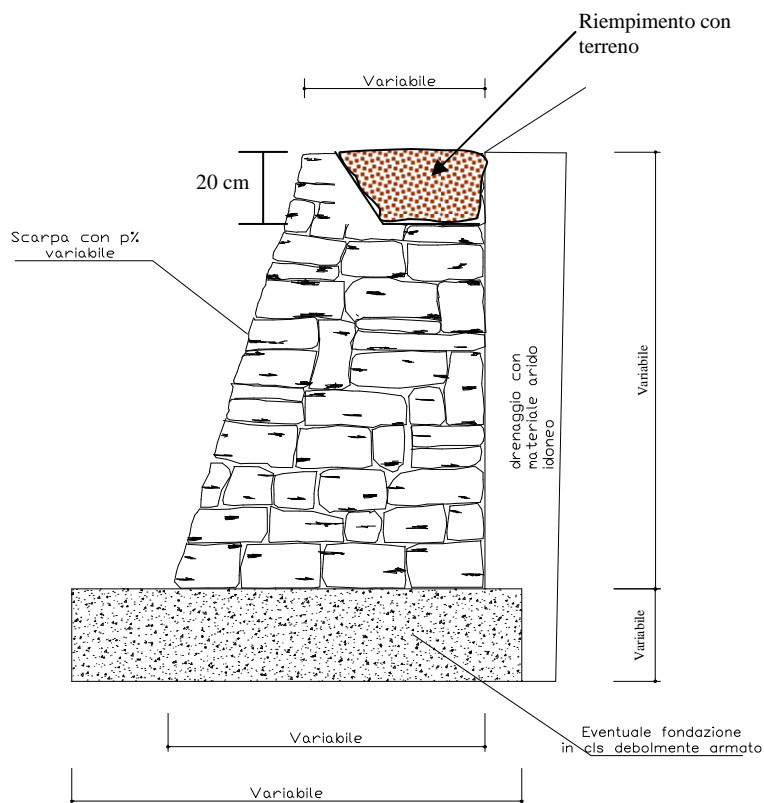 Riempimento con
terreno
Variabile
20 cm
Scarpa con p%
variabile
Variabile
drenaggio con
materiale arido
idoneo
Variabile
Eventuale fondazione
in cls debolmente armato
Variabile
Variabile